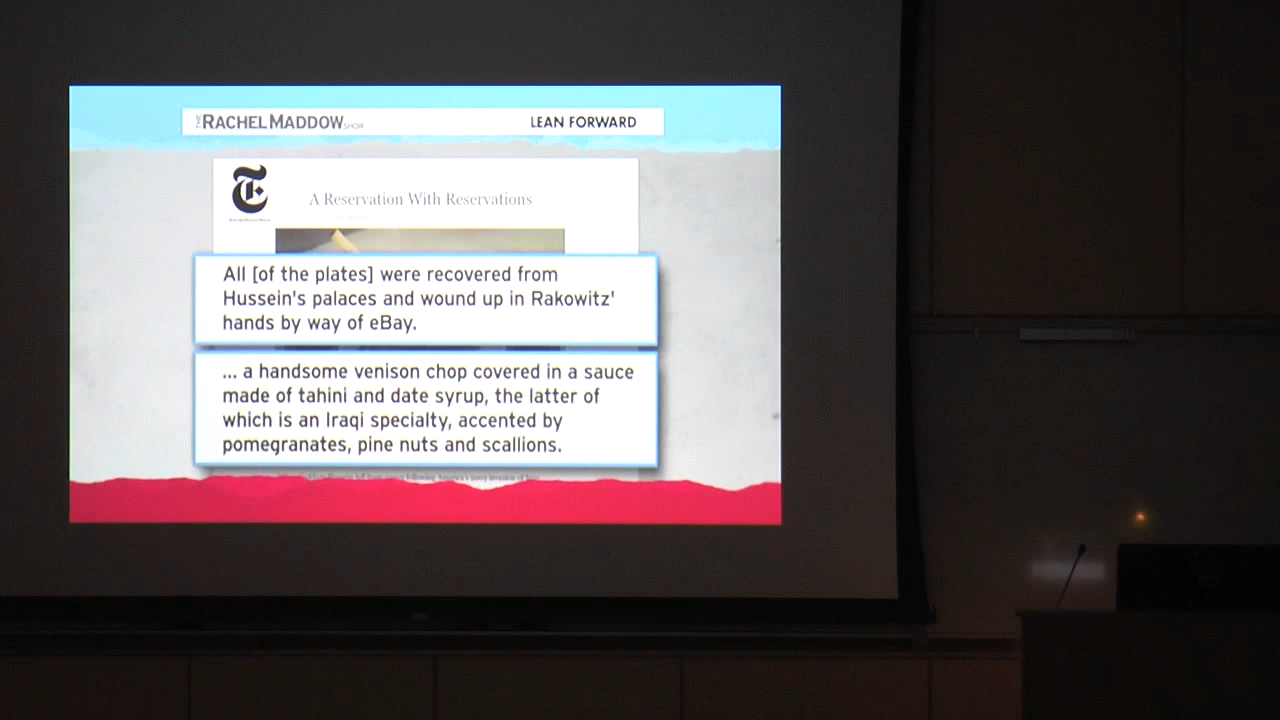 THE RACHEL MADDOW SHOW
LEAN FORWARD
T
A Reservation With Reservations
All [of the plates] were recovered from
Hussein's palaces and wound up in Rakowitz'
hands by way of eBay.
... a handsome venison chop covered in a sauce
made of tahini and date syrup, the latter of
which is an Iraqi specialty, accented by
pomegranates, pine nuts and scallions.